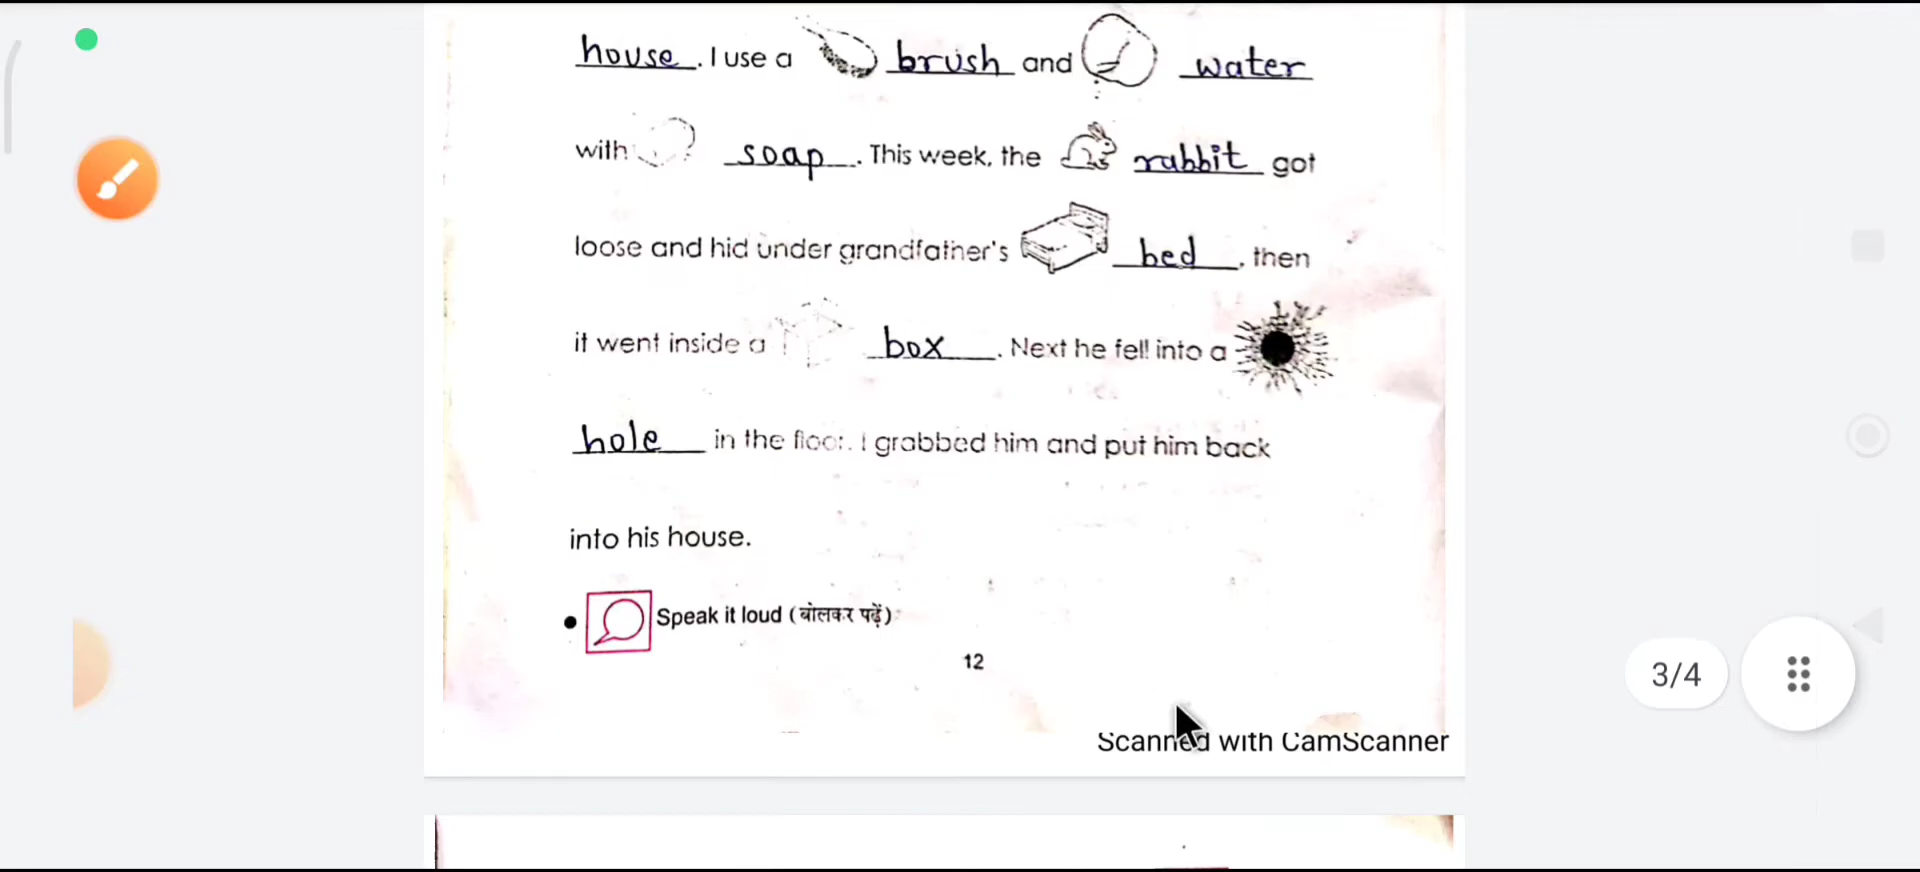 house. I use a brush and water
with soap. This week, the rabbit got
loose and hid under grandfather's bed, then
it went inside a box. Next he fell into a
hole in the floor. I grabbed him and put him back
into his house.
• Speak it loud (बोलकर पढ़ें)
12
3/4
Scanned with CamScanner